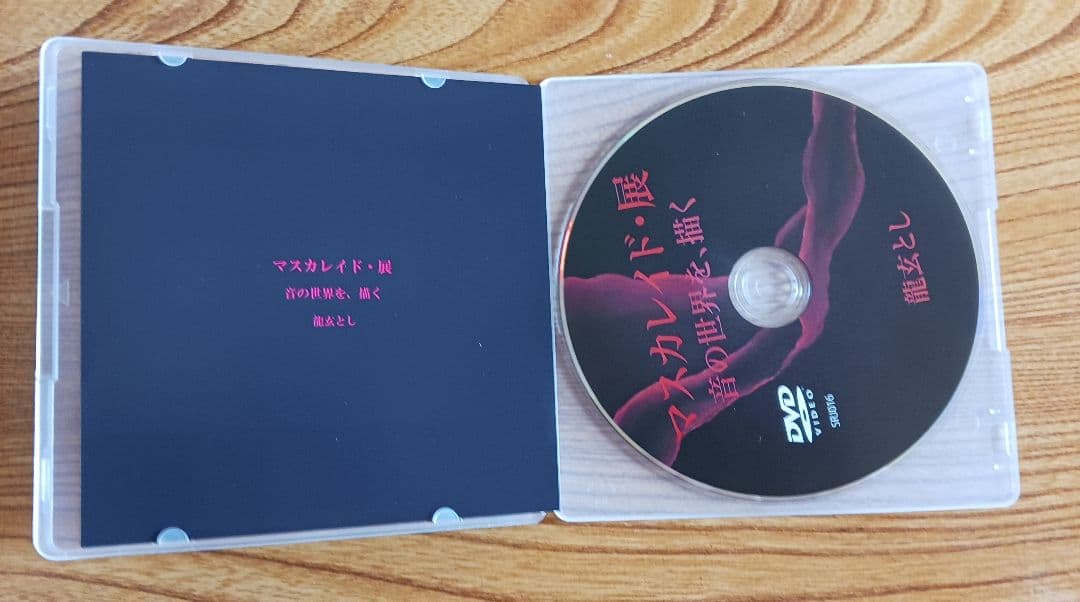 マスカレイド・展
音の世界を、描く
龍玄とし
マスカレイド・展
音の世界を、描く
龍玄とし
DVD
VIDEO
SRJ016